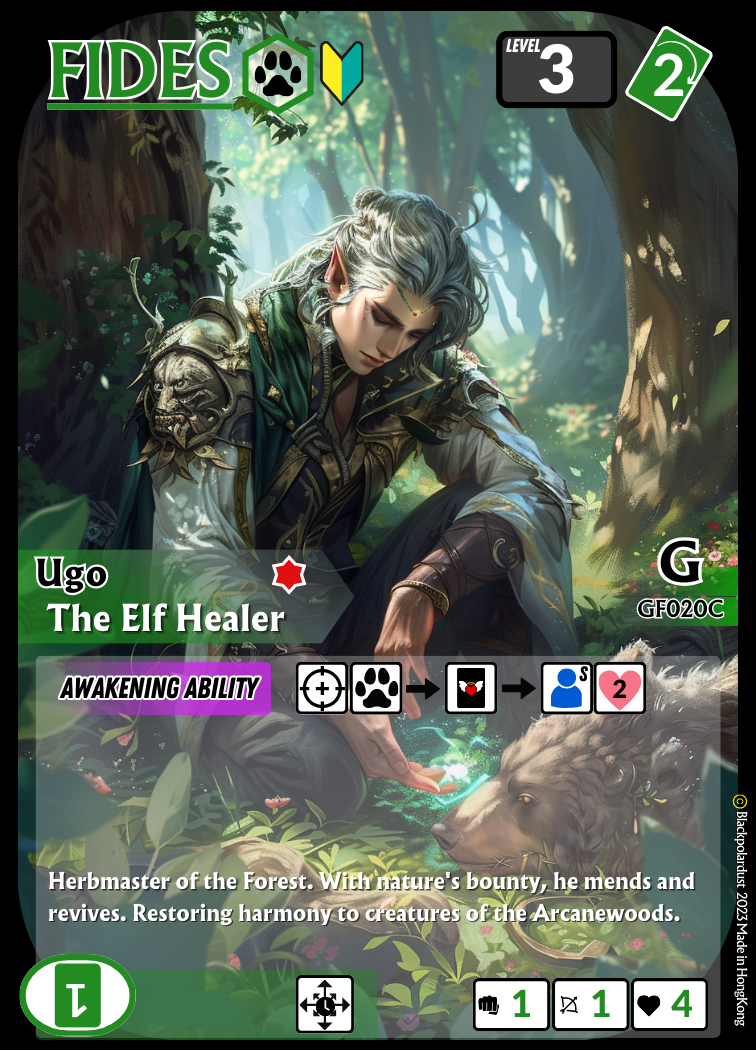 FIDES
LEVEL 3
2
Ugo
The Elf Healer
G
GF020C
AWAKENING ABILITY
S
2
Herbmaster of the Forest. With nature's bounty, he mends and
revives. Restoring harmony to creatures of the Arcanewoods.
© Blackpolardust 2023 Made in HongKong
1
1
1
4